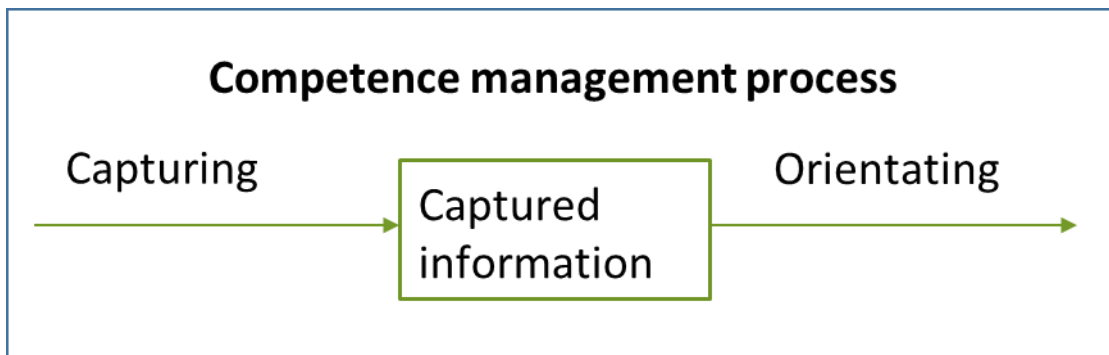 Competence management process
Capturing
Orientating
Captured
information